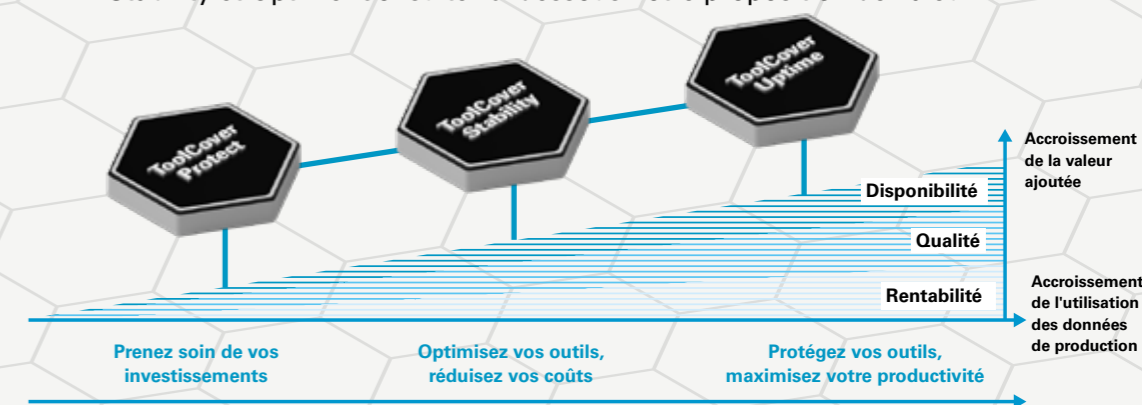 ToolCover
Uptime
ToolCover
Stability
ToolCover
Protect
Accroissement
de la valeur
ajoutée
Disponibilité
Qualité
Rentabilité
Accroissement
de l'utilisation
des données
de production
Prenez soin de vos
investissements
Optimisez vos outils,
réduisez vos coûts
Protégez vos outils,
maximisez votre productivité